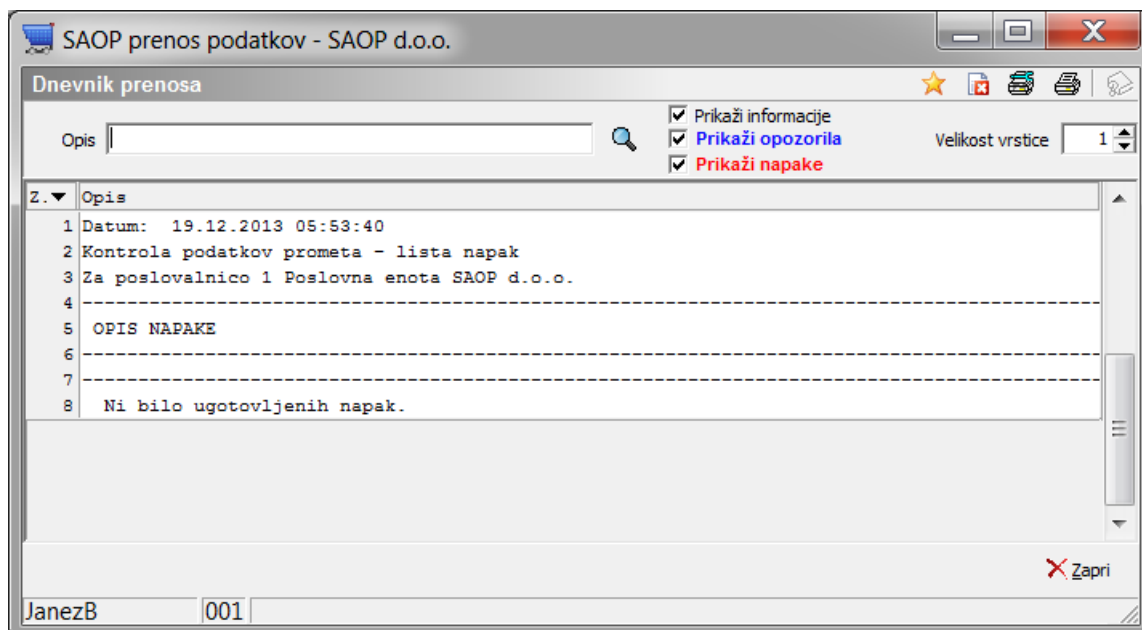 SAOP prenos podatkov - SAOP d.o.o.
Dnevnik prenosa
Opis
Prikaži informacije
Prikaži opozorila
Prikaži napake
Velikost vrstice 1
Z. Opis
1 Datum:  19.12.2013 05:53:40
2 Kontrola podatkov prometa - lista napak
3 Za poslovalnico 1 Poslovna enota SAOP d.o.o.
4 ------------------------------------------------------------------------------------
5 OPIS NAPAKE
6 ------------------------------------------------------------------------------------
7 ------------------------------------------------------------------------------------
8 Ni bilo ugotovljenih napak.
Zapri
JanezB 001